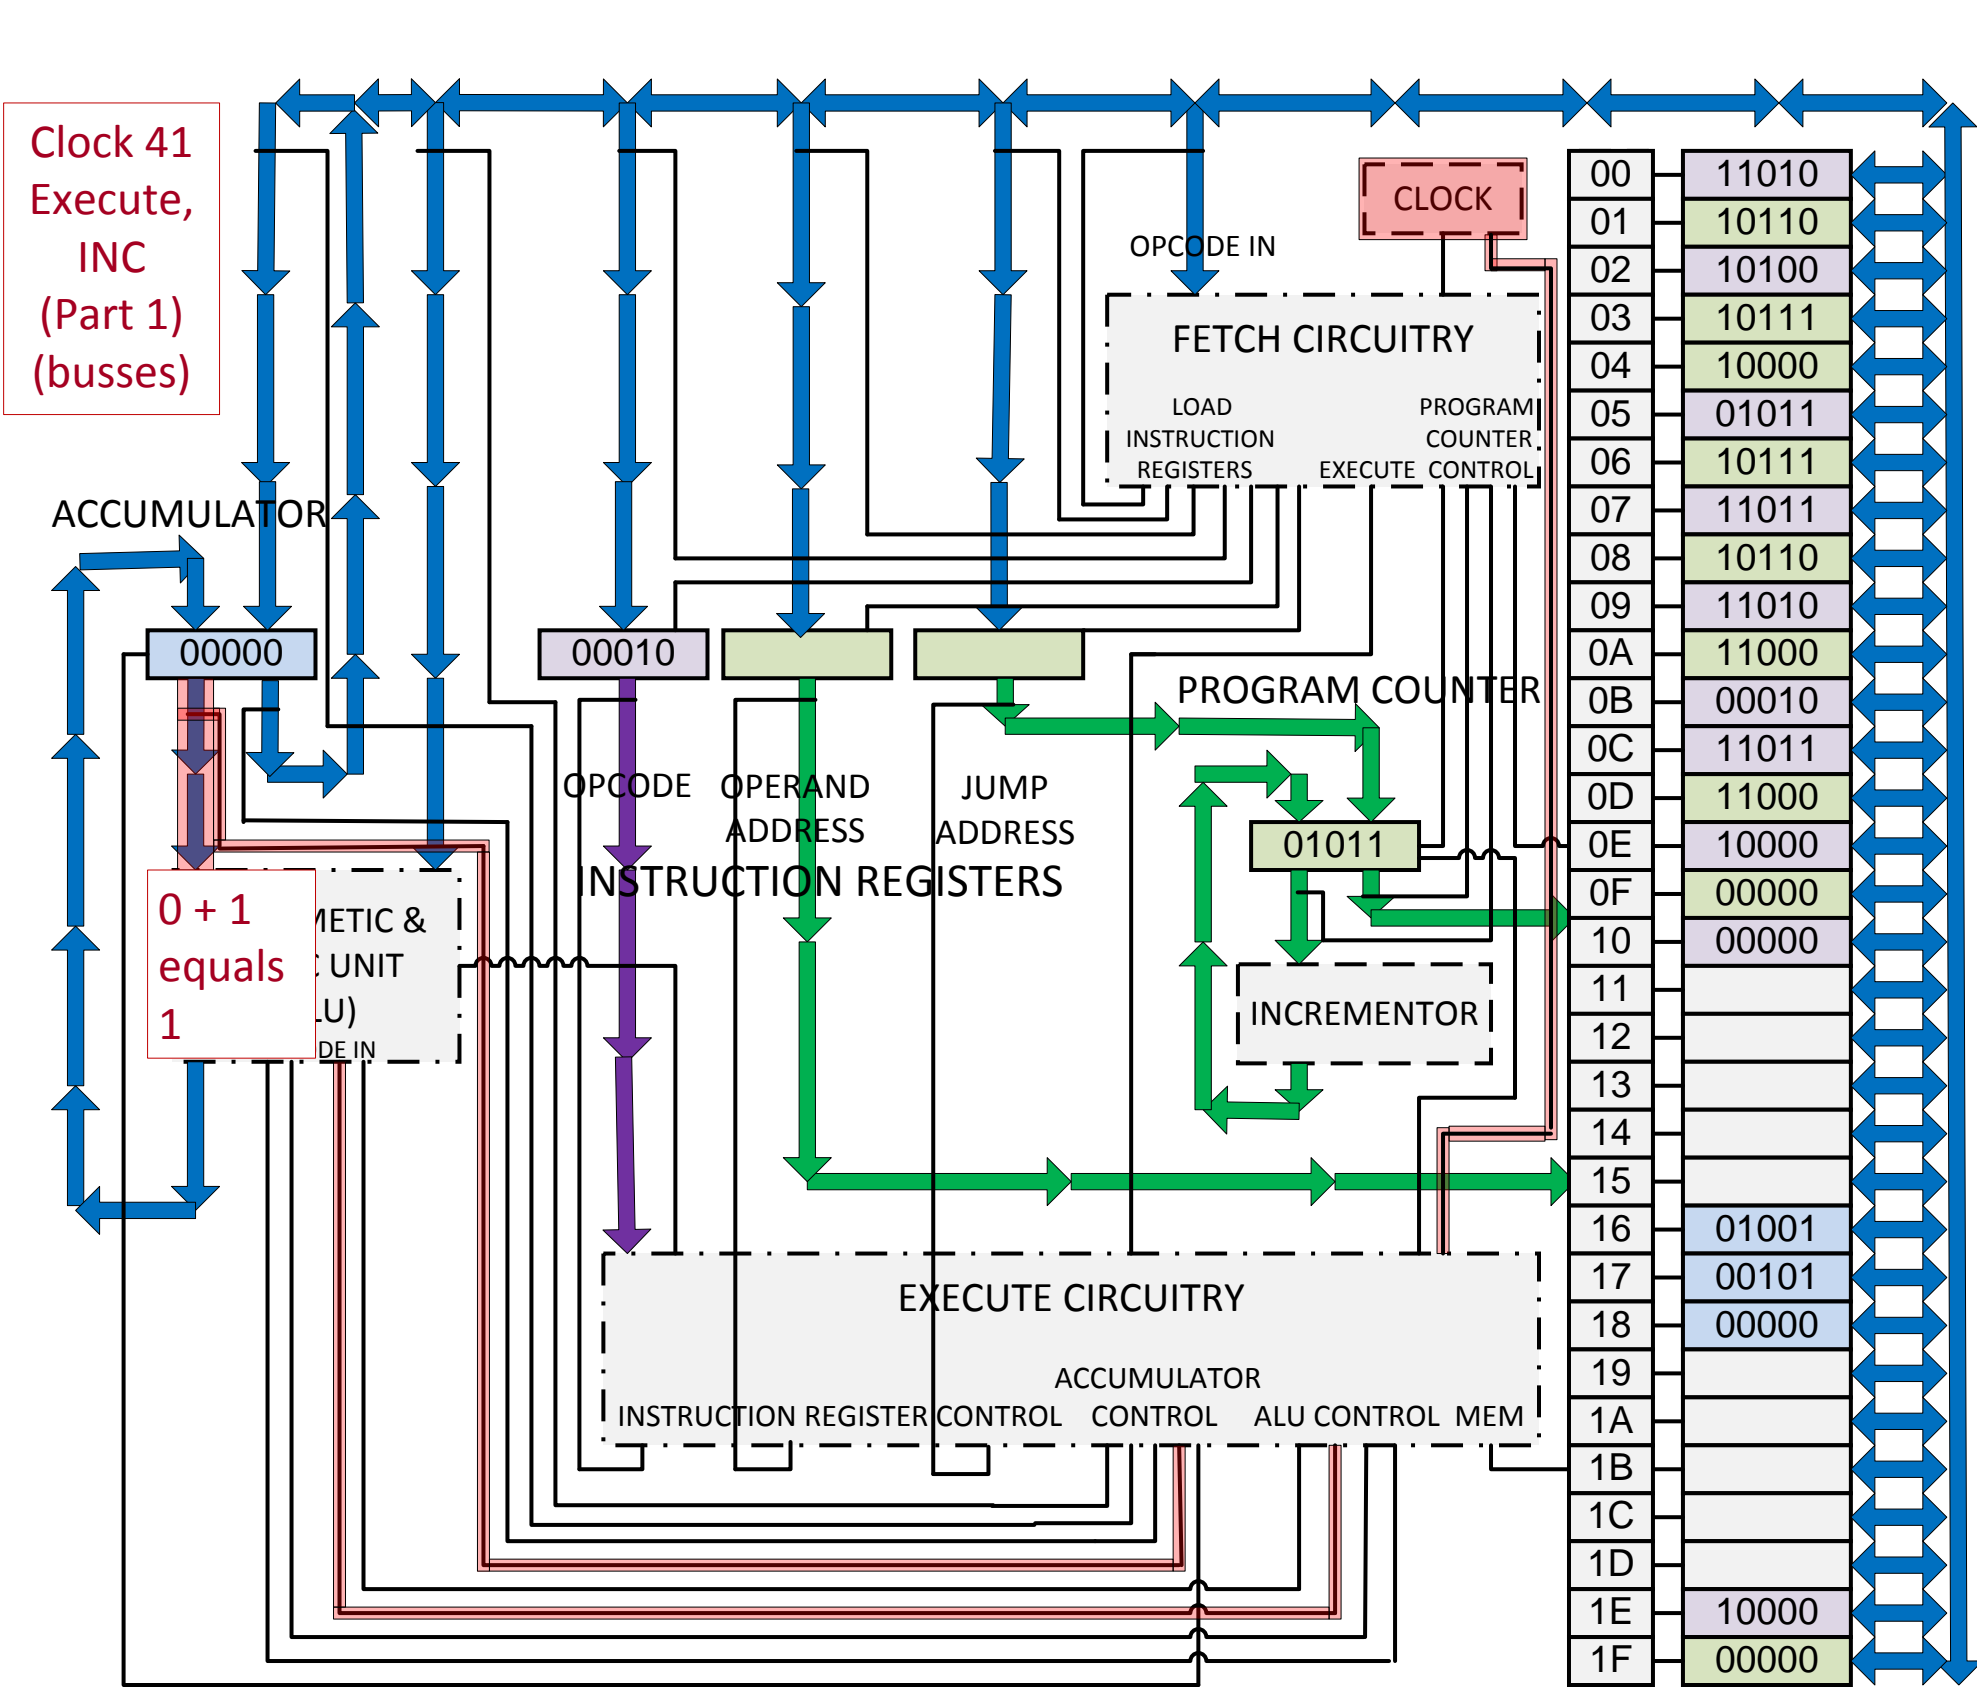 Clock 41
Execute,
INC
(Part 1)
(busses)
CLOCK
OPCODE IN
FETCH CIRCUITRY
LOAD
INSTRUCTION
REGISTERS
EXECUTE
PROGRAM
COUNTER
CONTROL
ACCUMULATOR
00000
00010
PROGRAM COUNTER
OPCODE
OPERAND
ADDRESS
JUMP
ADDRESS
INSTRUCTION REGISTERS
01011
INCREMENTOR
0 + 1
equals
1
METIC &
UNIT
LU)
DE IN
EXECUTE CIRCUITRY
INSTRUCTION REGISTER CONTROL
ACCUMULATOR
CONTROL
ALU CONTROL
MEM
00 11010
01 10110
02 10100
03 10111
04 10000
05 01011
06 10111
07 11011
08 10110
09 11010
0A 11000
0B 00010
0C 11011
0D 11000
0E 10000
0F 00000
10 00000
11
12
13
14
15
16 01001
17 00101
18 00000
19
1A
1B
1C
1D
1E 10000
1F 00000